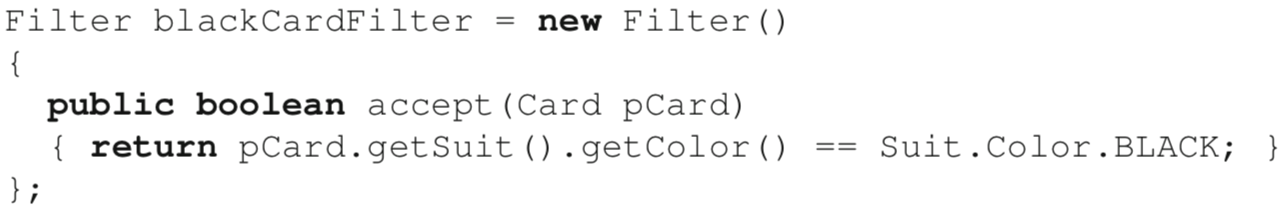 Filter blackCardFilter = new Filter()
{
  public boolean accept(Card pCard)
  { return pCard.getSuit().getColor() == Suit.Color.BLACK; }
};